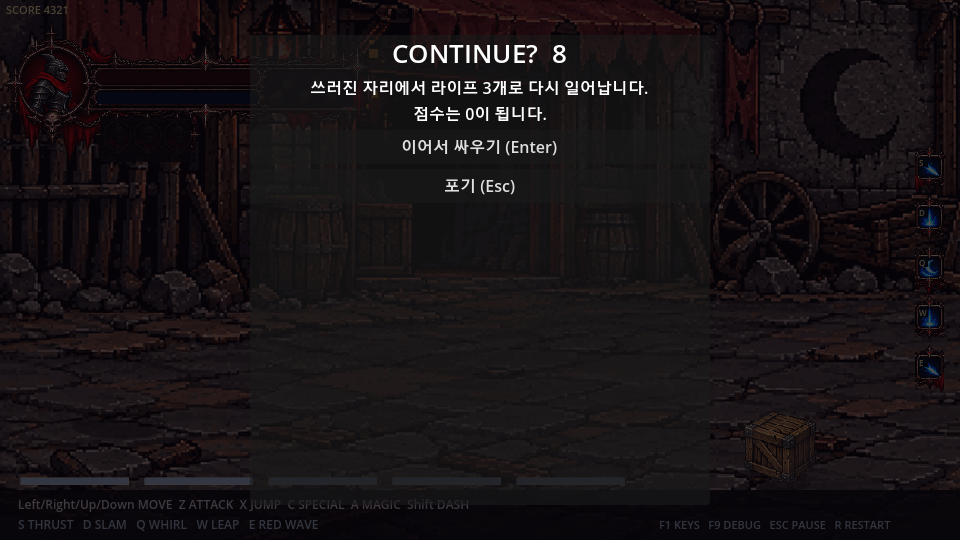 SCORE 4321
CONTINUE? 8
쓰러진 자리에서 라이프 3개로 다시 일어납니다.
점수는 0이 됩니다.
이어서 싸우기 (Enter)
포기 (Esc)
S
D
Q
W
E
Left/Right/Up/Down MOVE Z ATTACK X JUMP C SPECIAL A MAGIC Shift DASH
S THRUST D SLAM Q WHIRL W LEAP E RED WAVE
F1 KEYS F9 DEBUG ESC PAUSE R RESTART